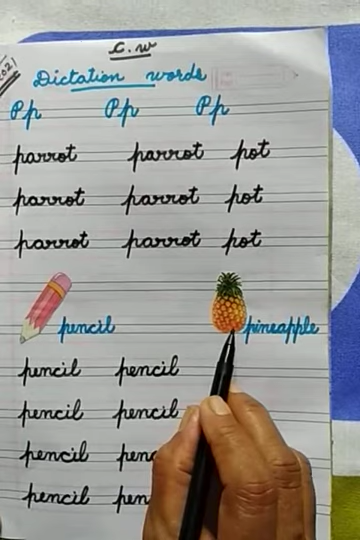 C.W
Dictation words
Pp Pp Pp
parrot parrot pot
parrot parrot pot
parrot parrot pot
pencil pineapple
pencil pencil
pencil pencil
pencil
pencil